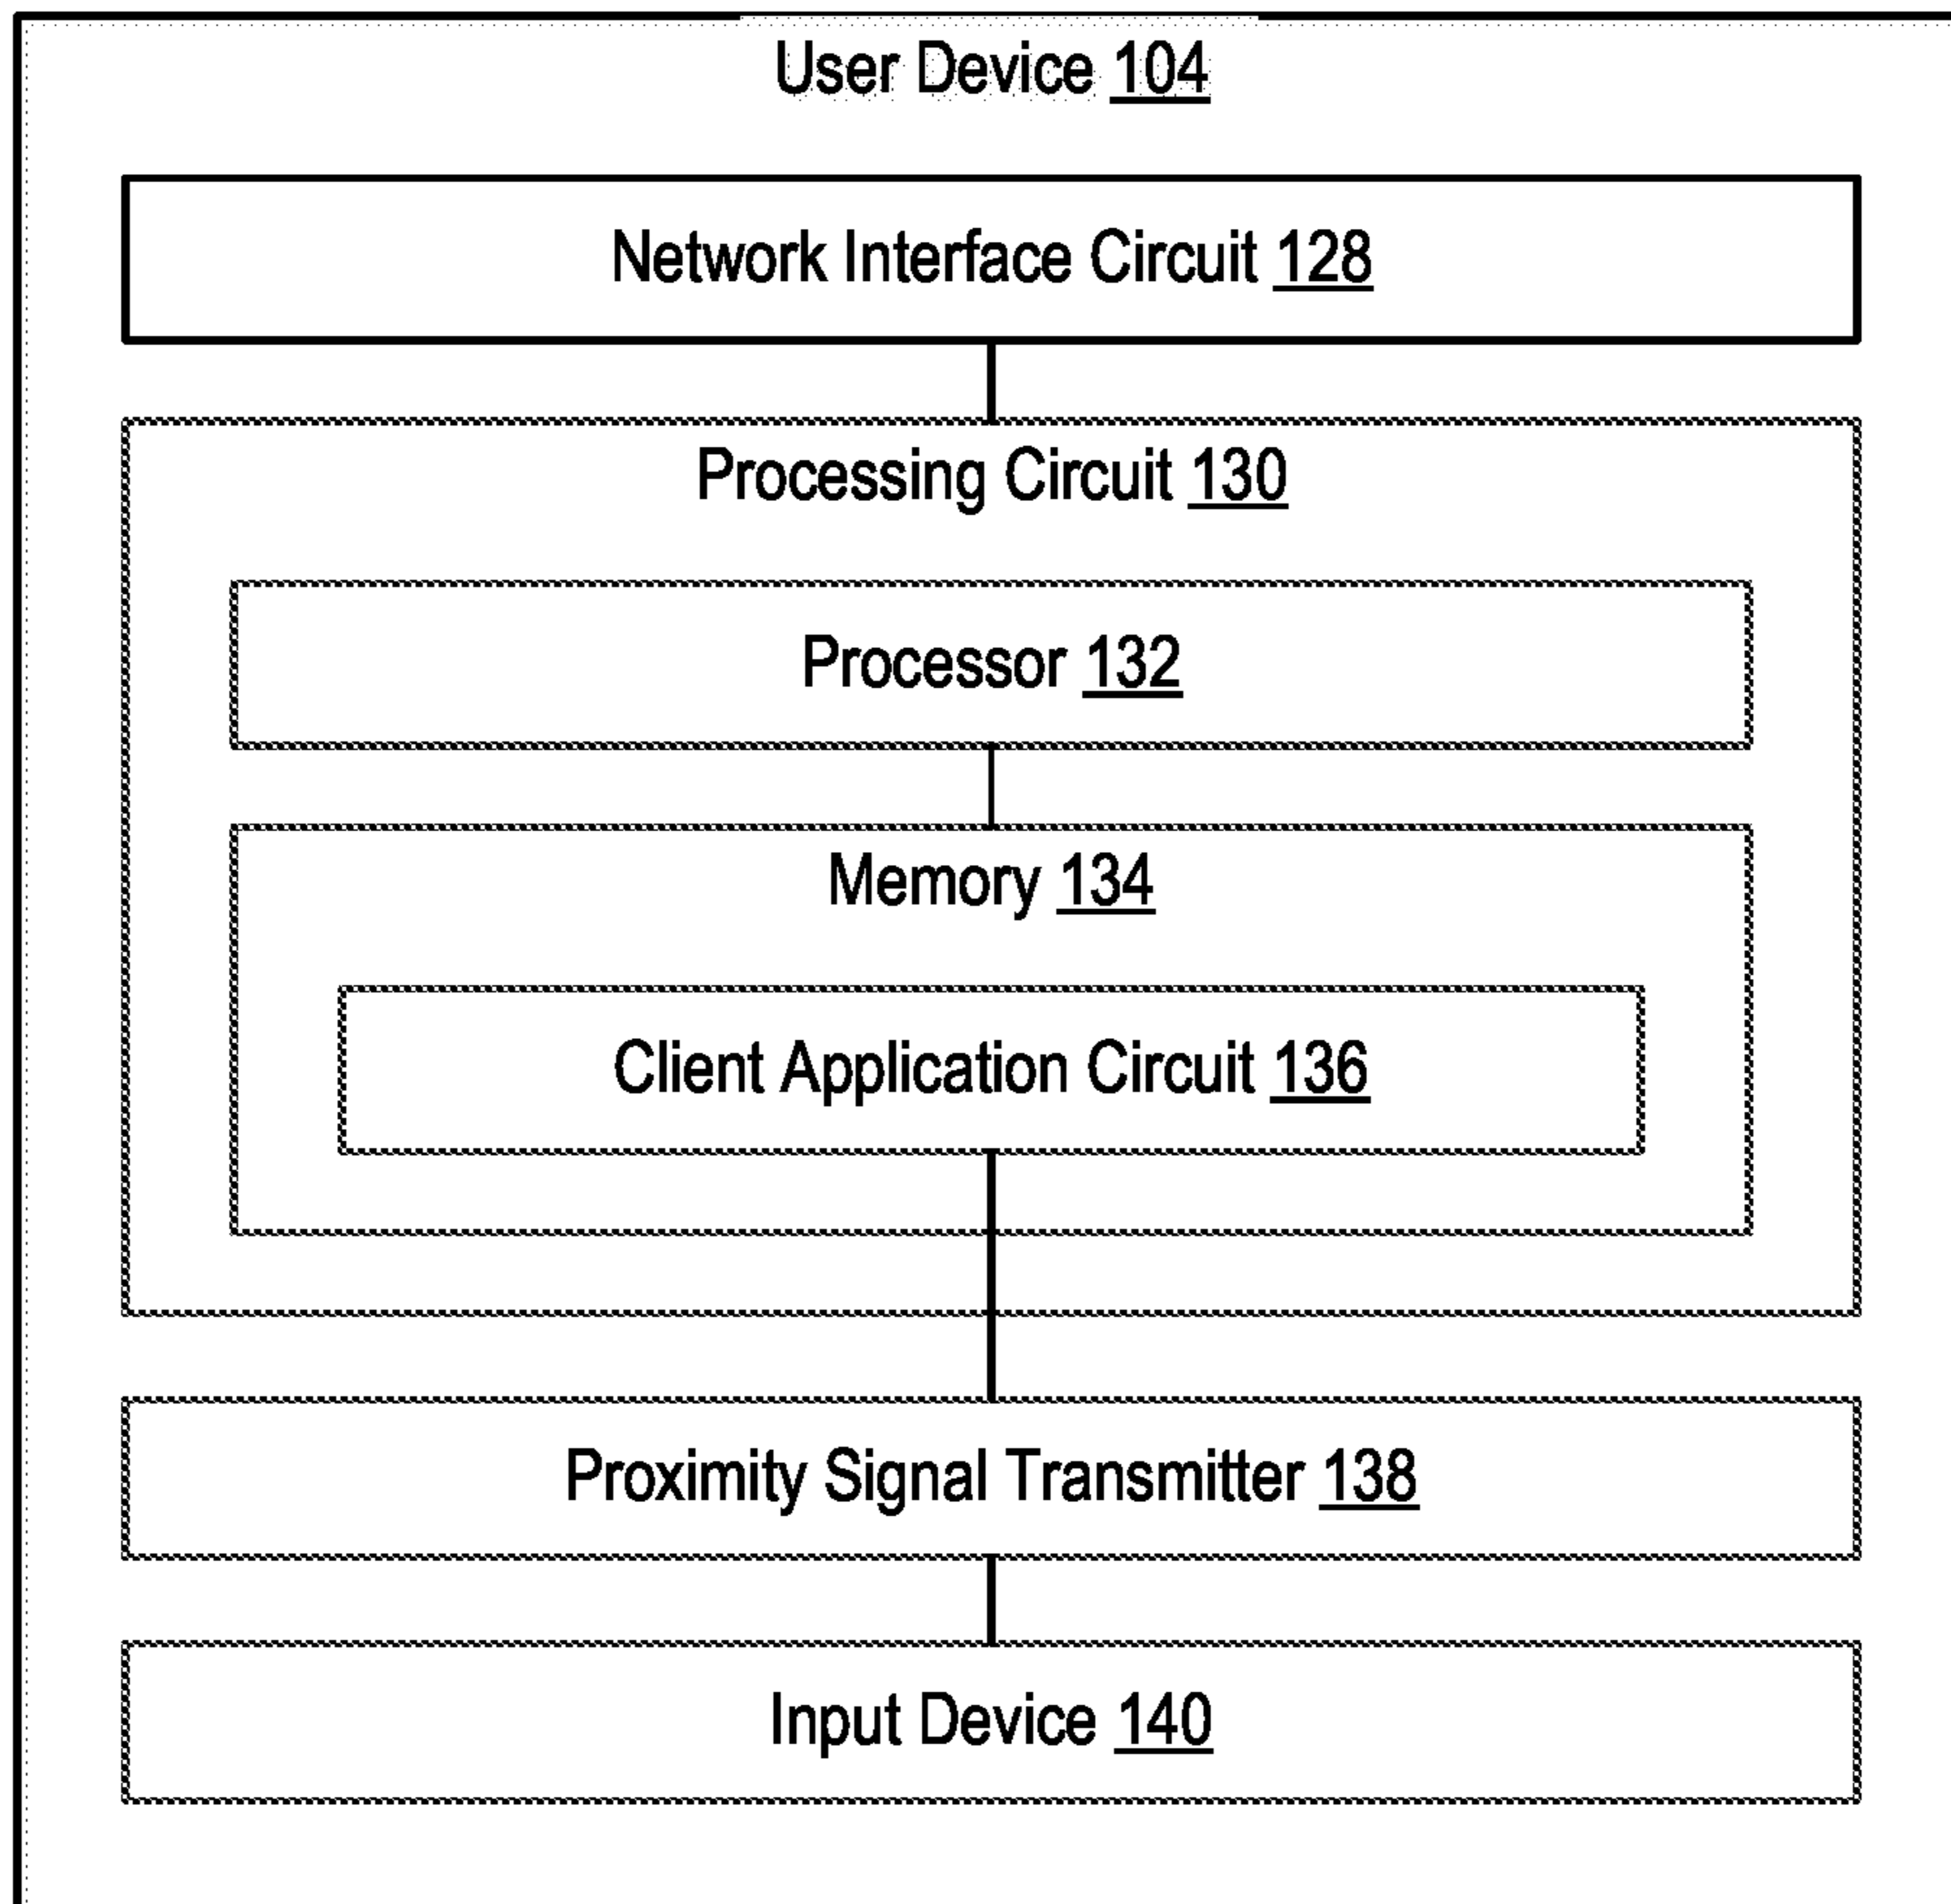 User Device 104
Network Interface Circuit 128
Processing Circuit 130
Processor 132
Memory 134
Client Application Circuit 136
Proximity Signal Transmitter 138
Input Device 140